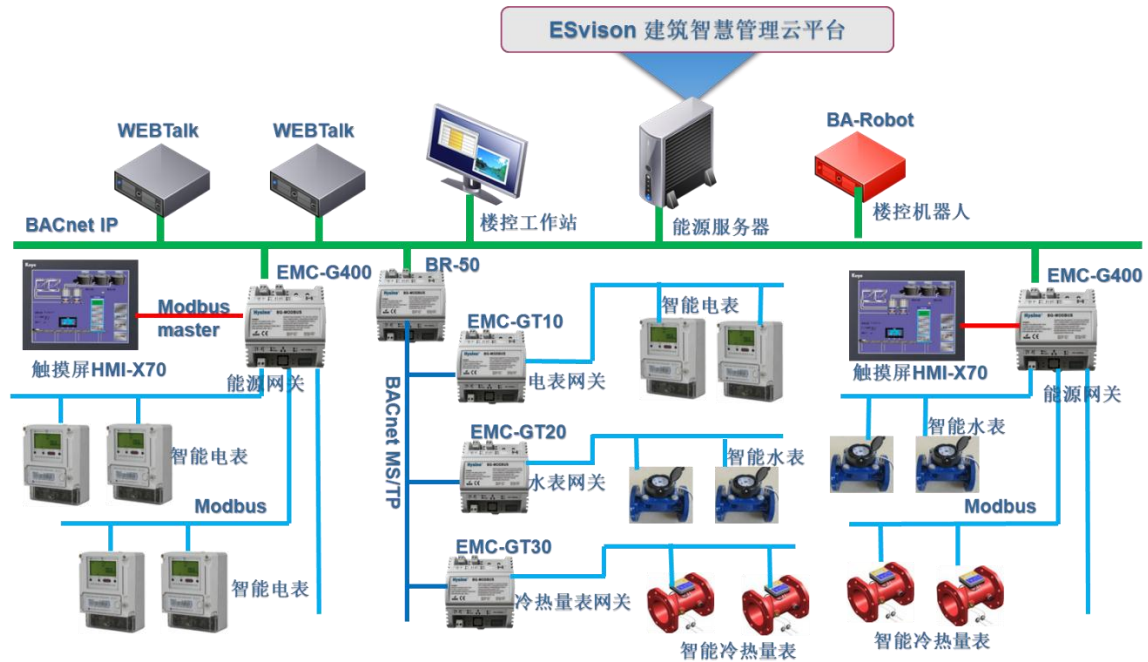 ESvison 建筑智慧管理云平台
WEBTalk
WEBTalk
BA-Robot
楼控工作站
能源服务器
楼控机器人
BACnet IP
EMC-G400
BR-50
EMC-G400
Modbus
master
触摸屏HMI-X70
能源网关
EMC-GT10
电表网关
智能电表
触摸屏HMI-X70
能源网关
智能电表
BACnet MS/TP
EMC-GT20
水表网关
智能水表
智能水表
Modbus
Modbus
智能电表
EMC-GT30
冷热量表网关
智能冷热量表
智能冷热量表